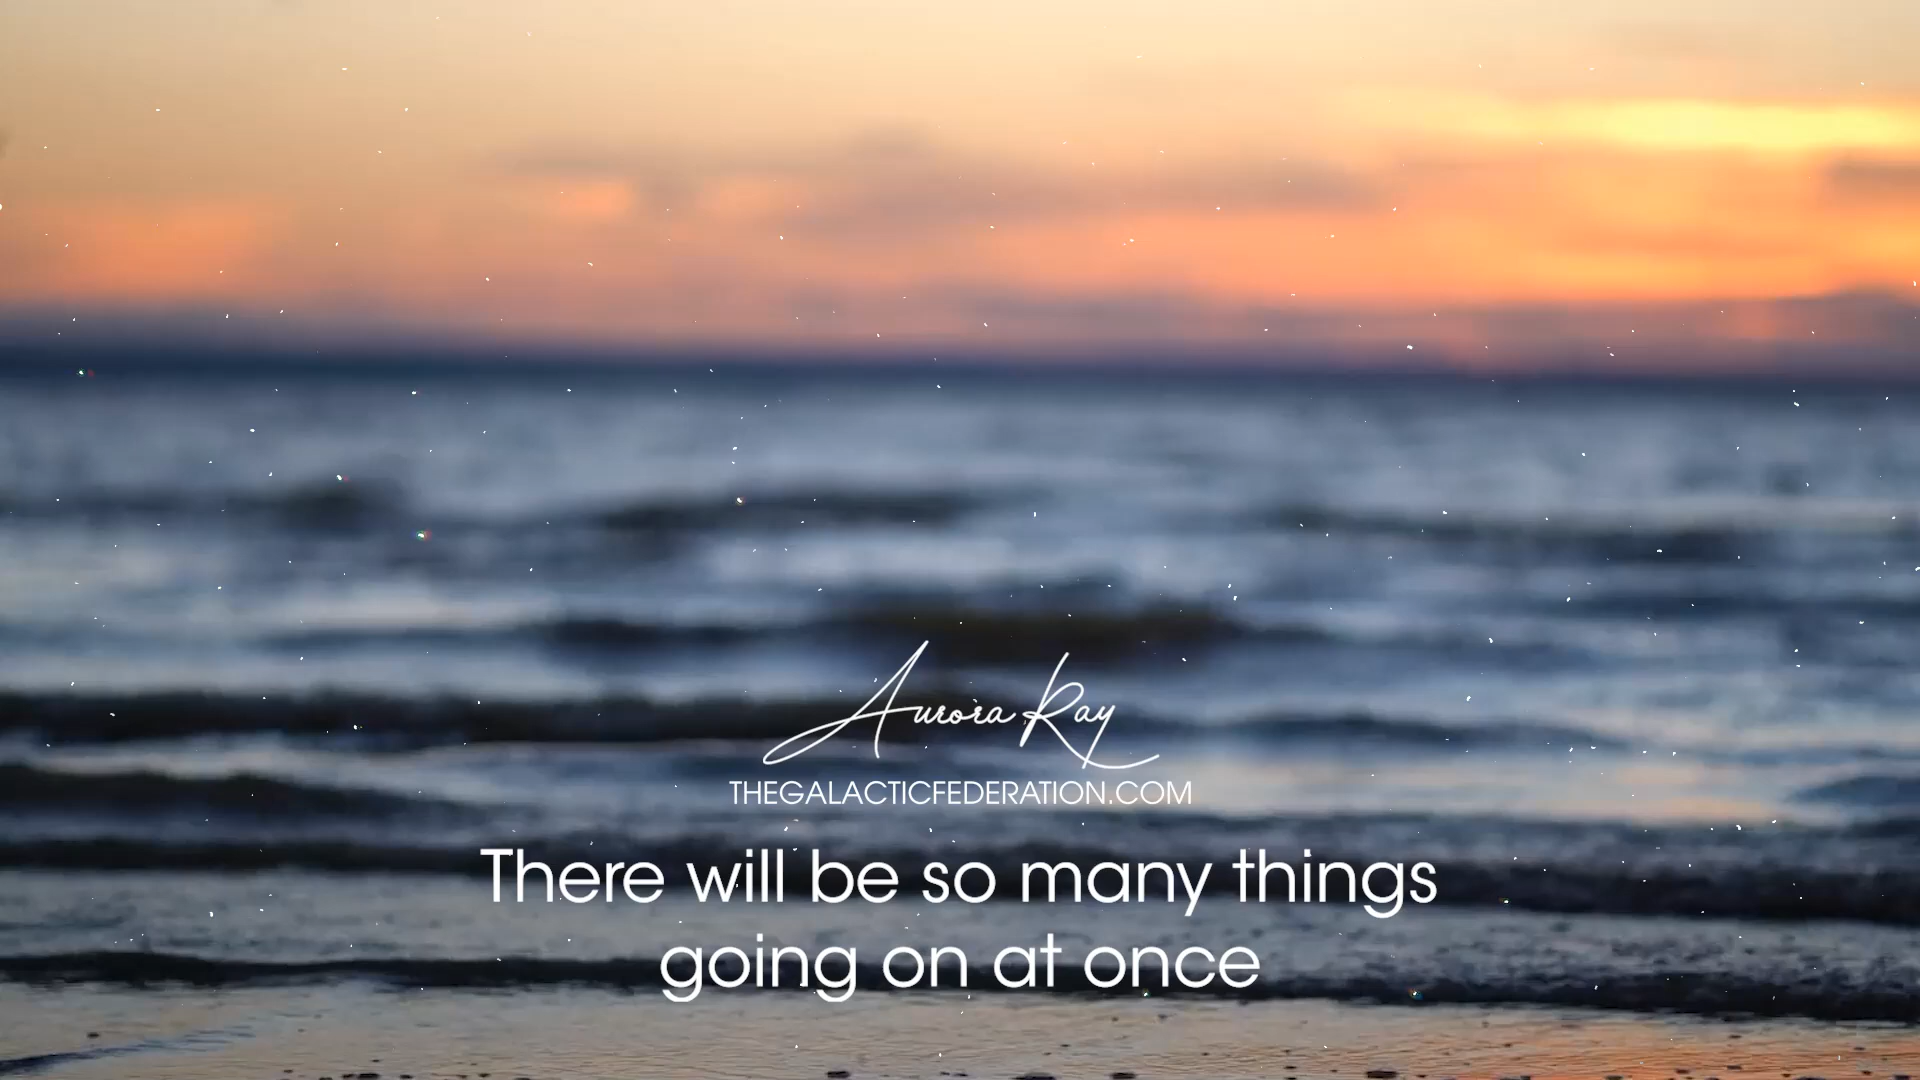 Aurora Ray
THEGALACTICFEDERATION.COM
There will be so many things
going on at once